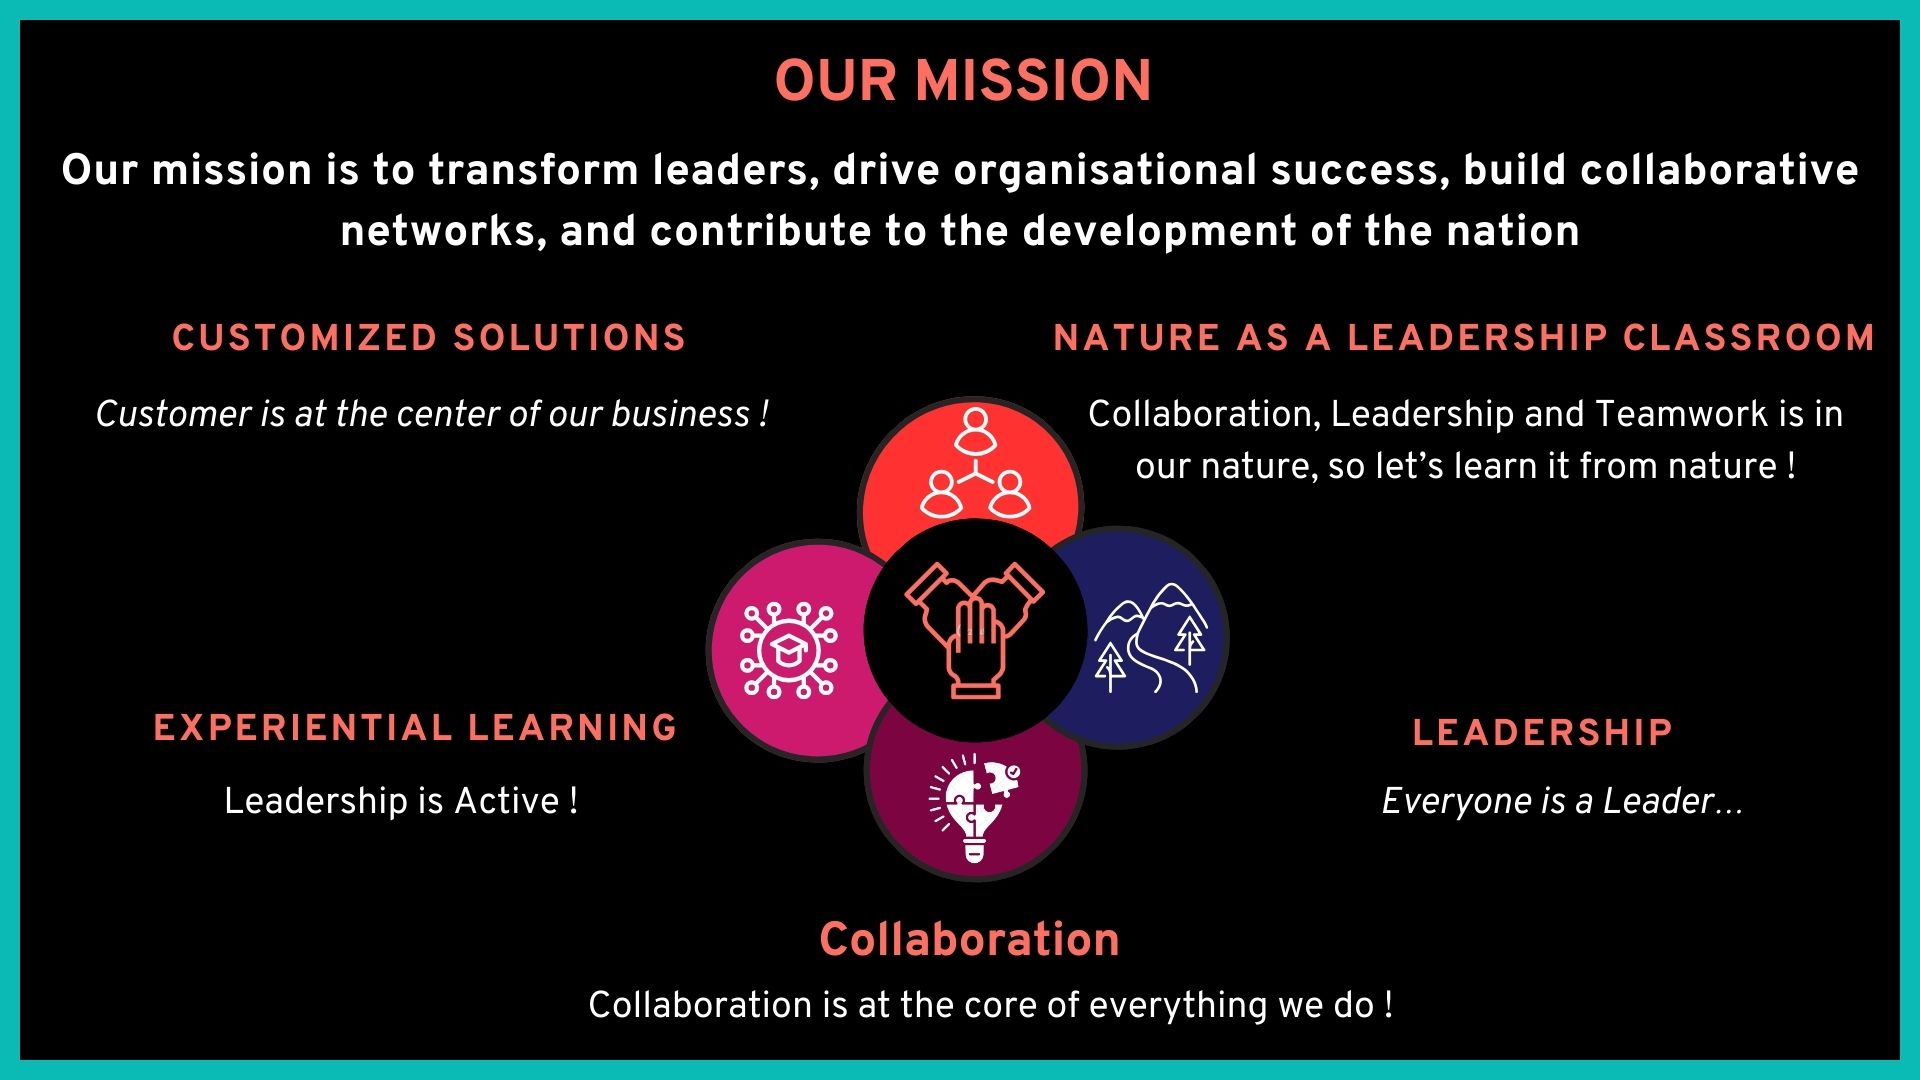 OUR MISSION
Our mission is to transform leaders, drive organisational success, build collaborative
networks, and contribute to the development of the nation
CUSTOMIZED SOLUTIONS
Customer is at the center of our business !
NATURE AS A LEADERSHIP CLASSROOM
Collaboration, Leadership and Teamwork is in
our nature, so let’s learn it from nature !
EXPERIENTIAL LEARNING
Leadership is Active !
LEADERSHIP
Everyone is a Leader...
Collaboration
Collaboration is at the core of everything we do !